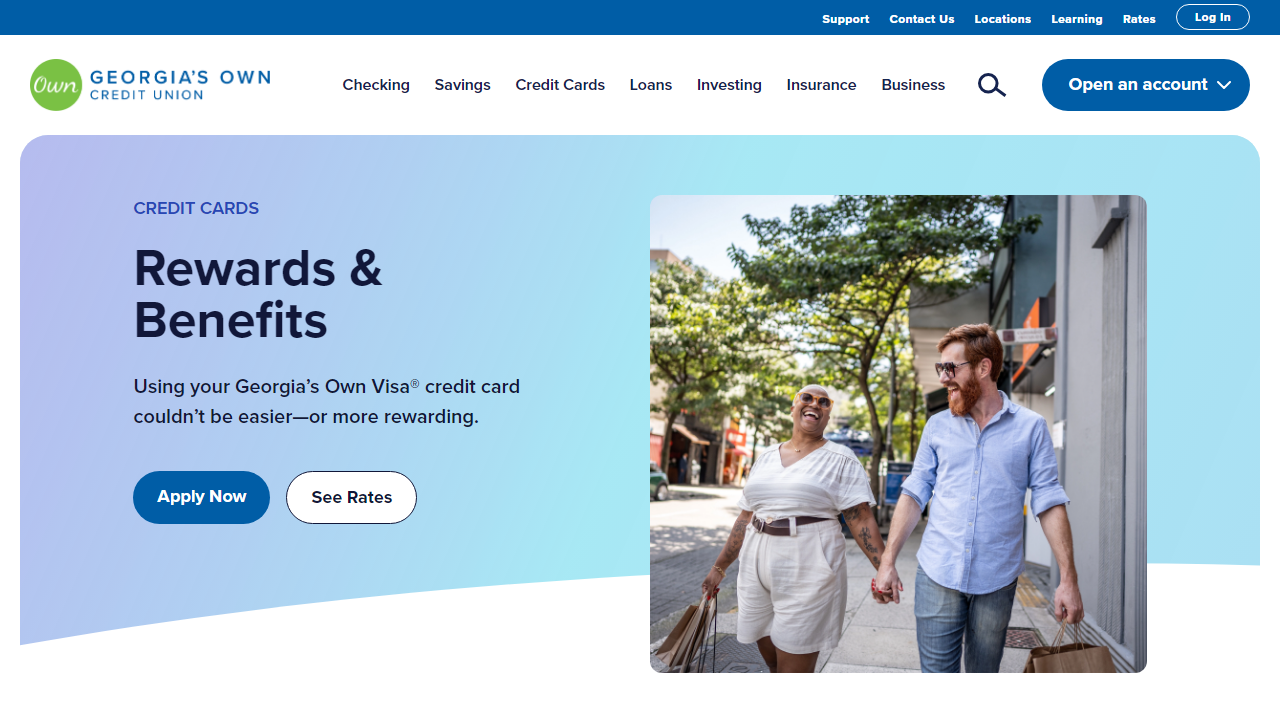 Support Contact Us Locations Learning Rates Log In
Own GEORGIA'S OWN
CREDIT UNION
Checking Savings Credit Cards Loans Investing Insurance Business Open an account
CREDIT CARDS
Rewards &
Benefits
Using your Georgia's Own Visa® credit card
couldn't be easier—or more rewarding.
Apply Now See Rates